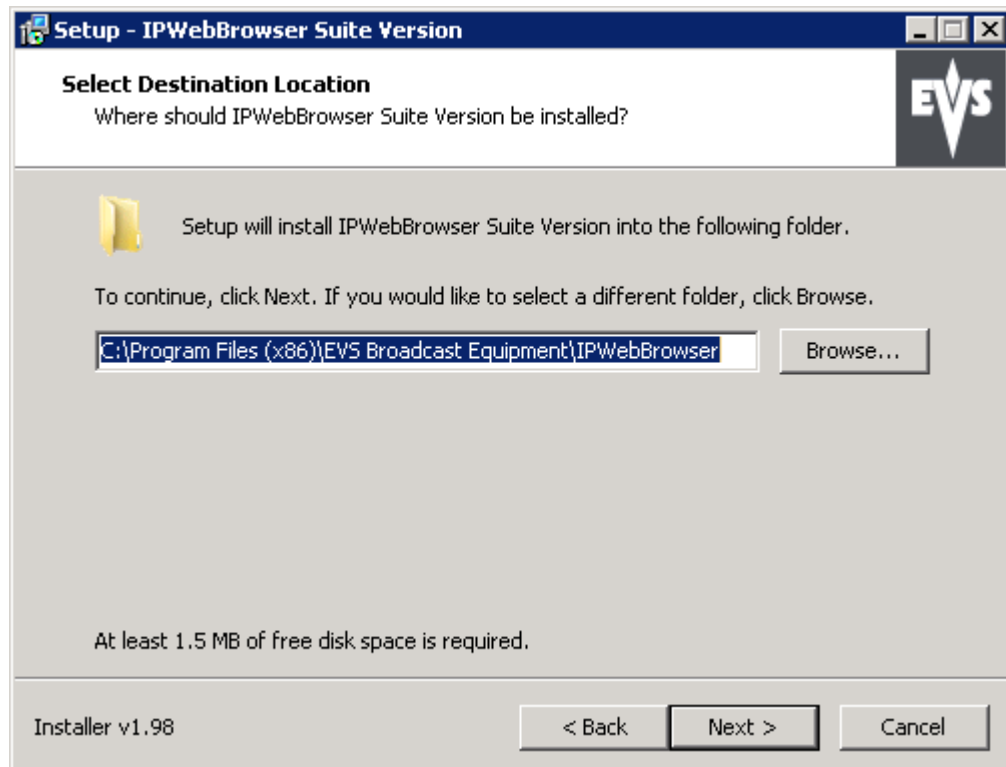 Setup - IPWebBrowser Suite Version
Select Destination Location
Where should IPWebBrowser Suite Version be installed?
EVS
Setup will install IPWebBrowser Suite Version into the following folder.
To continue, click Next. If you would like to select a different folder, click Browse.
C:\Program Files (x86)\EVS Broadcast Equipment\IPWebBrowser
Browse...
At least 1.5 MB of free disk space is required.
Installer v1.98
< Back
Next >
Cancel